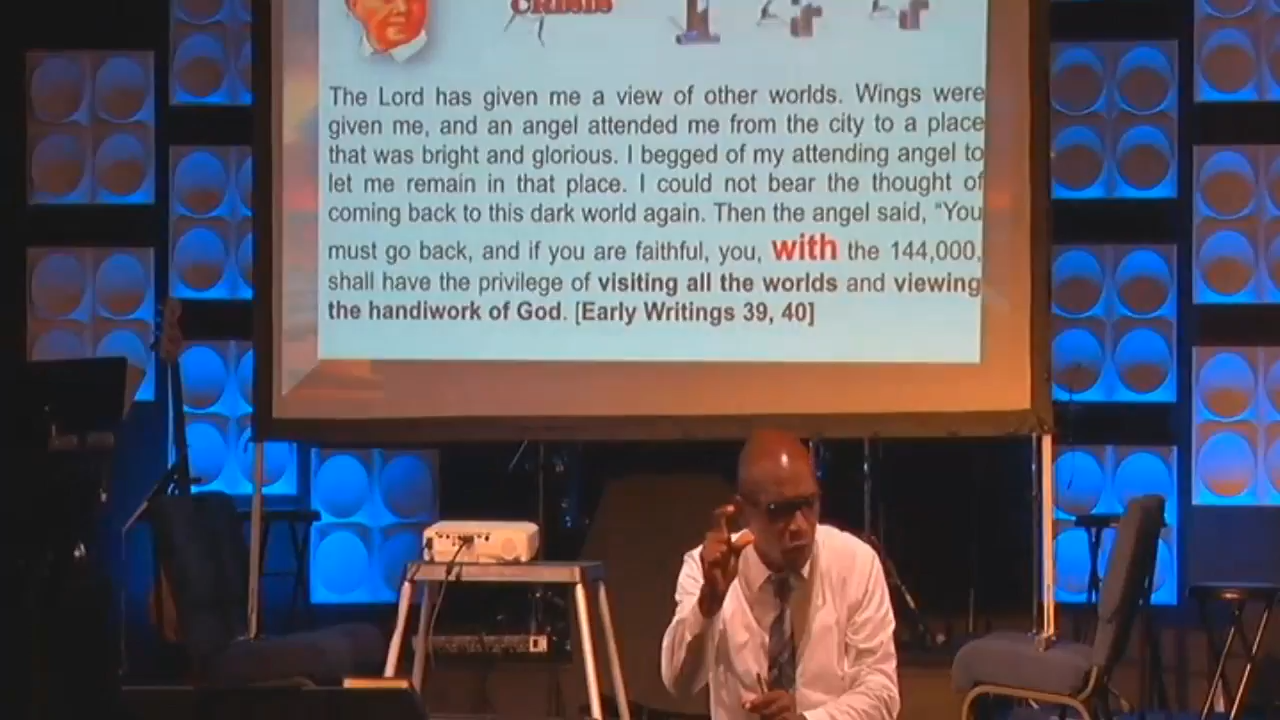 CRISIS
The Lord has given me a view of other worlds. Wings were
given me, and an angel attended me from the city to a place
that was bright and glorious. I begged of my attending angel to
let me remain in that place. I could not bear the thought of
coming back to this dark world again. Then the angel said, “You
must go back, and if you are faithful, you, with the 144,000,
shall have the privilege of visiting all the worlds and viewing
the handiwork of God. [Early Writings 39, 40]